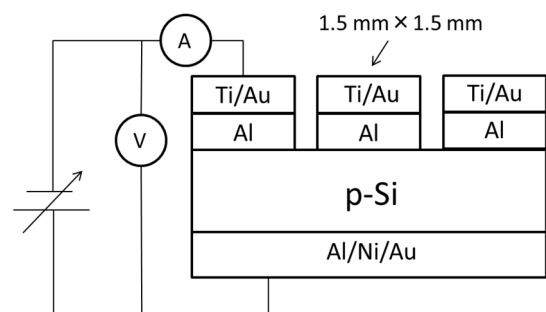 1.5 mm × 1.5 mm
A
Ti/Au Ti/Au Ti/Au
Al Al Al
V
p-Si
Al/Ni/Au